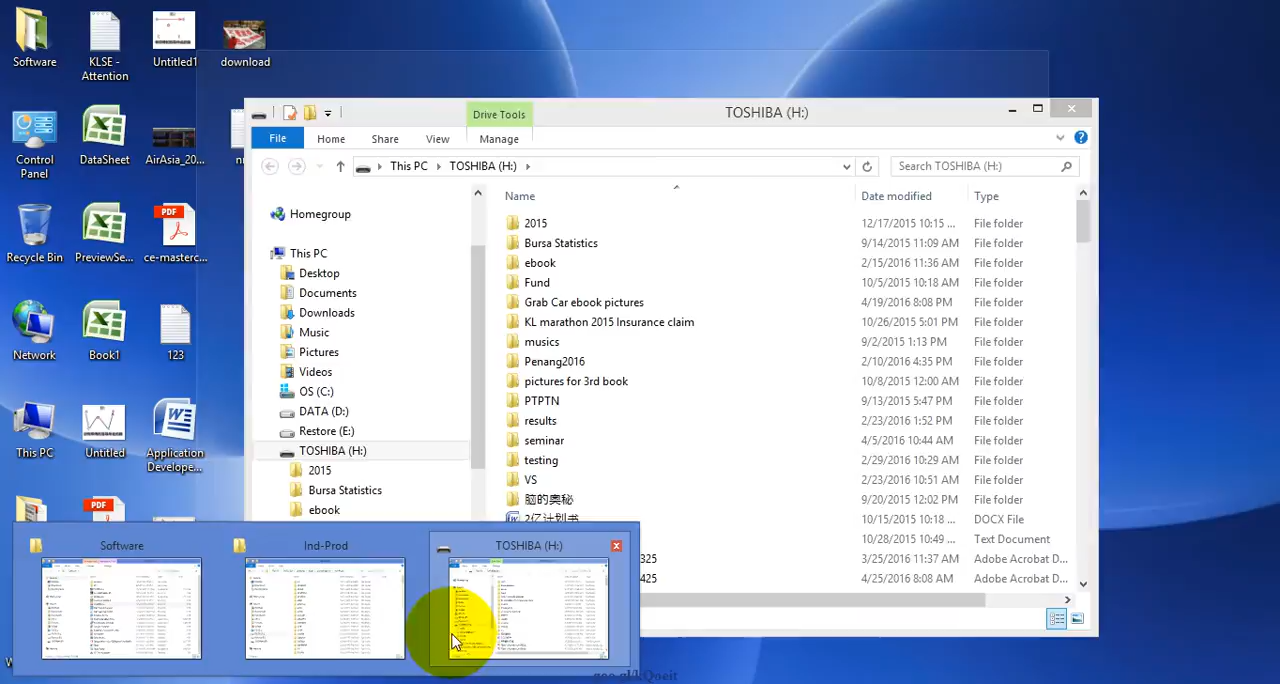 Software
KLSE - Attention
Untitled1
download
Control Panel
DataSheet
AirAsia_20...
Recycle Bin
PreviewSe...
ce-masterc...
Network
Book1
123
This PC
Untitled
Application Develope...
TOSHIBA (H:)
Drive Tools
File
Home
Share
View
Manage
This PC
TOSHIBA (H:)
Search TOSHIBA (H:)
Homegroup
This PC
Desktop
Documents
Downloads
Music
Pictures
Videos
OS (C:)
DATA (D:)
Restore (E:)
TOSHIBA (H:)
2015
Bursa Statistics
ebook
Name Date modified Type
2015 12/17/2015 10:15 ... File folder
Bursa Statistics 9/14/2015 11:09 AM File folder
ebook 2/15/2016 11:36 AM File folder
Fund 10/5/2015 10:18 AM File folder
Grab Car ebook pictures 4/19/2016 8:08 PM File folder
KL marathon 2015 Insurance claim 10/26/2015 5:01 PM File folder
musics 9/2/2015 1:13 PM File folder
Penang2016 2/10/2016 4:35 PM File folder
pictures for 3rd book 10/8/2015 12:00 AM File folder
PTPTN 9/13/2015 5:47 PM File folder
results 2/23/2016 1:52 PM File folder
seminar 4/5/2016 10:44 AM File folder
testing 2/29/2016 10:29 AM File folder
VS 2/23/2016 10:51 AM File folder
脑的奥秘 9/20/2015 12:02 PM File folder
2亿计划书 10/15/2015 10:18 ... DOCX File
10/28/2015 10:49 ... Text Document
325 3/25/2016 11:37 AM Adobe Acrobat D...
425 4/25/2016 8:08 AM Adobe Acrobat D...
Software
Ind-Prod
TOSHIBA (H:)